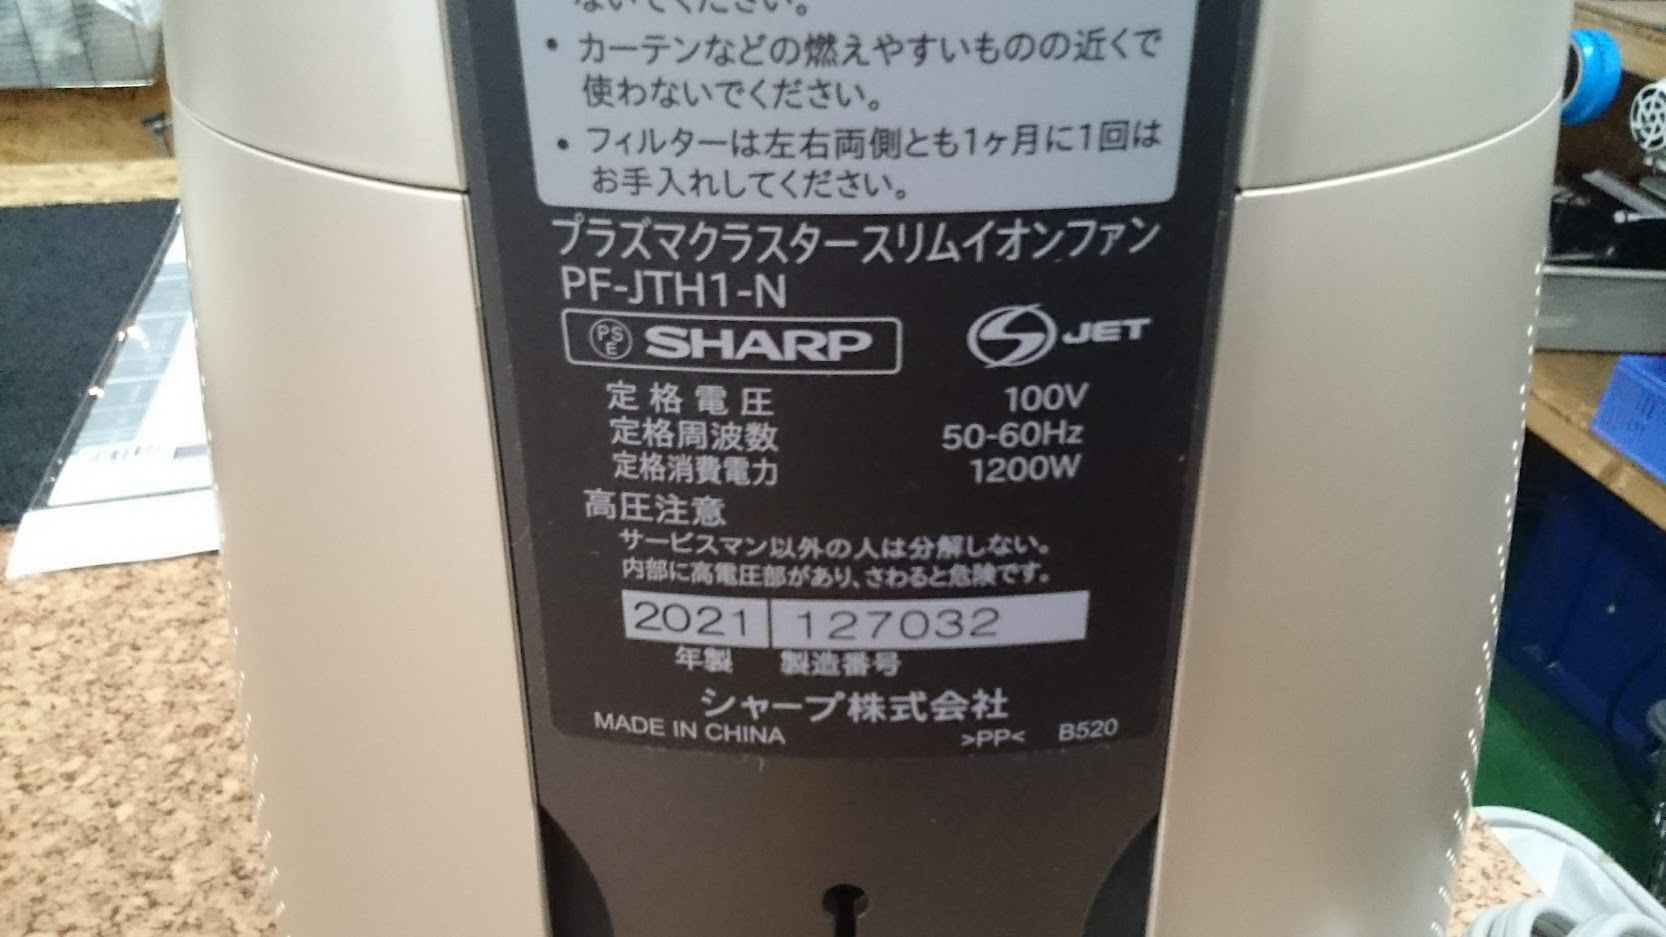 ないでください。
• カーテンなどの燃えやすいものの近くで
使わないでください。
• フィルターは左右両側とも1ヶ月に1回は
お手入れしてください。
プラズマクラスタースリムイオンファン
PF-JTH1-N
PS E SHARP S JET
定格電圧 100V
定格周波数 50-60Hz
定格消費電力 1200W
高圧注意
サービスマン以外の人は分解しない。
内部に高電圧部があり、さわると危険です。
2021 127032
年製 製造番号
シャープ株式会社
MADE IN CHINA >PP< B520